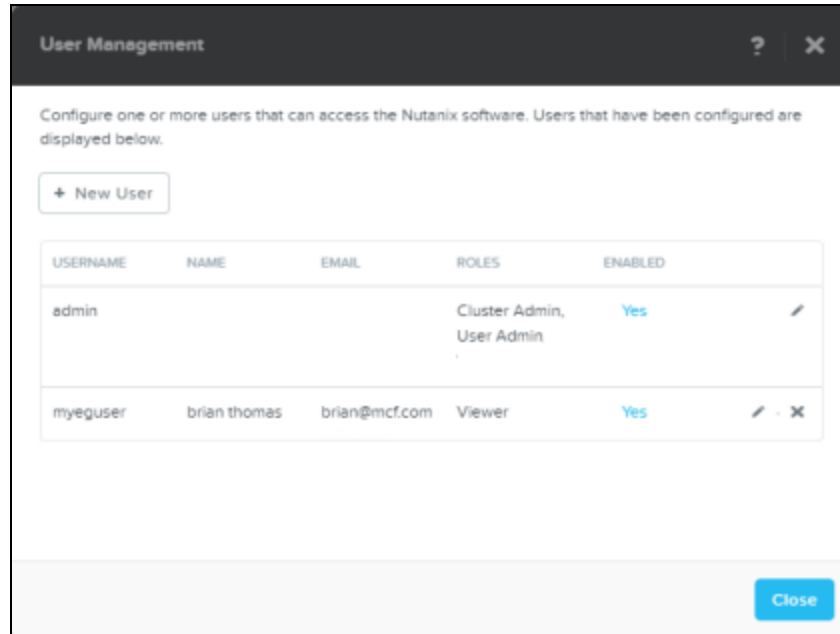 User Management
?
Configure one or more users that can access the Nutanix software. Users that have been configured are
displayed below.
+ New User
USERNAME NAME EMAIL ROLES ENABLED
admin Cluster Admin, Yes
User Admin
myeguser brian thomas brian@mcf.com Viewer Yes
Close